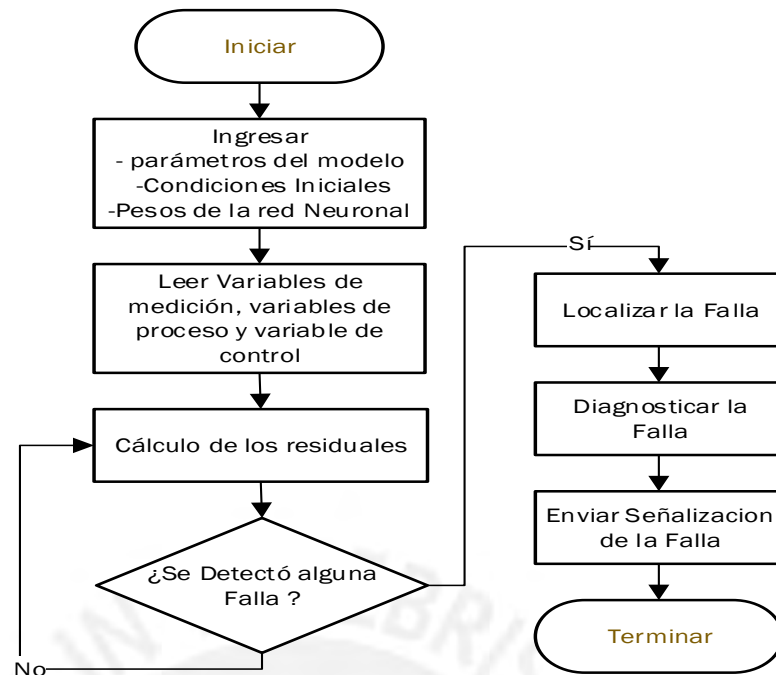 Iniciar
Ingresar
- parámetros del modelo
-Condiciones Iniciales
-Pesos de la red Neuronal
Leer Variables de
medición, variables de
proceso y variable de
control
Cálculo de los residuales
¿Se Detectó alguna
Falla ?
No
Sí
Localizar la Falla
Diagnosticar la
Falla
Enviar Señalizacion
de la Falla
Terminar